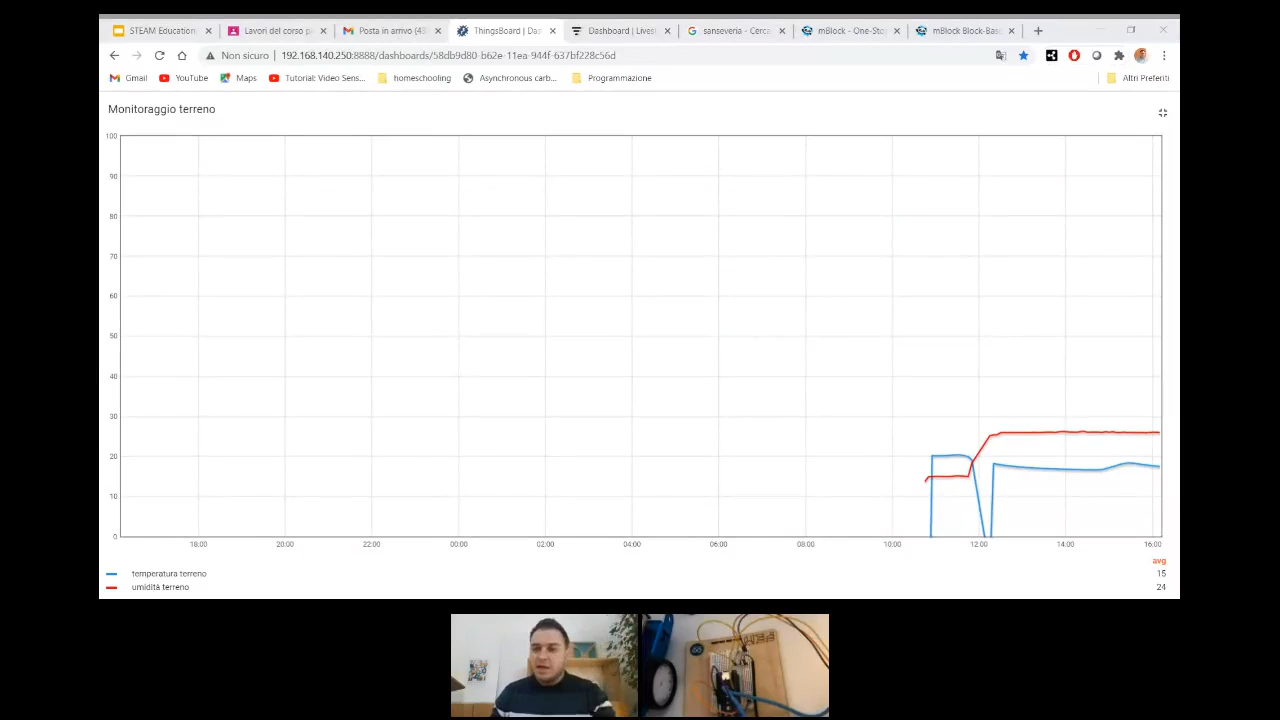 STEAM Education
Lavori del corso p
Posta in arrivo (43
ThingsBoard | Das
Dashboard | Lives
sanseveria - Cerca
mBlock - One-Stop
mBlock Block-Base
Non sicuro | 192.168.140.250:8888/dashboards/58db9d80-b62e-11ea-944f-637bf228c56d
Gmail YouTube Maps Tutorial: Video Sens... homeschooling Asynchronous carb... Programmazione Altri Preferiti
Monitoraggio terreno
100
90
80
70
60
50
40
30
20
10
0
18:00 20:00 22:00 00:00 02:00 04:00 06:00 08:00 10:00 12:00 14:00 16:00
avg
temperatura terreno 15
umidità terreno 24